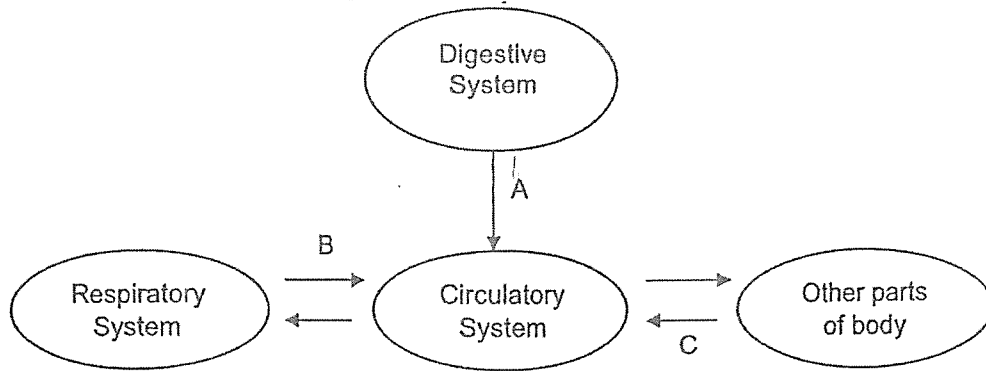 Digestive
System
A
B
Respiratory
System
Circulatory
System
Other parts
of body
C